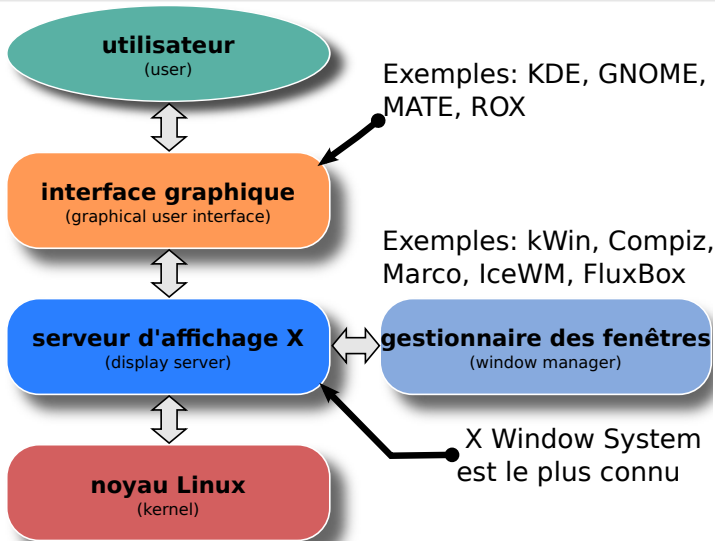 utilisateur
(user)
Exemples: KDE, GNOME,
MATE, ROX
interface graphique
(graphical user interface)
Exemples: kWin, Compiz,
Marco, IceWM, FluxBox
serveur d'affichage X
(display server)
gestionnaire des fenêtres
(window manager)
X Window System
est le plus connu
noyau Linux
(kernel)